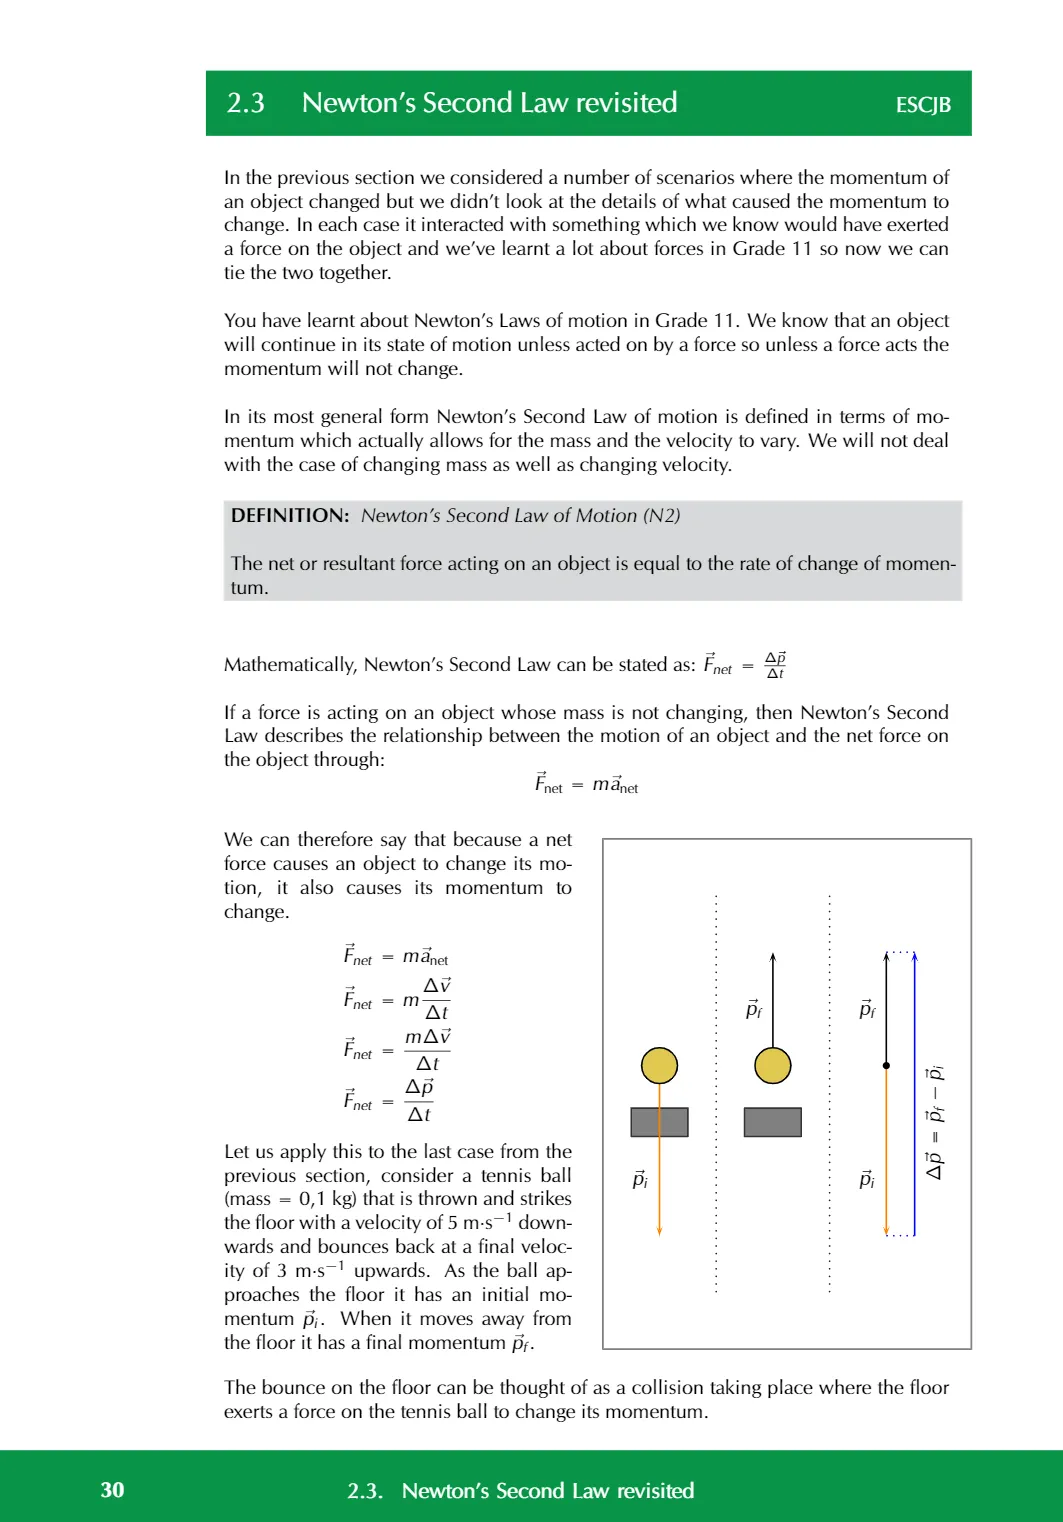 2.3 Newton's Second Law revisited ESCJB
In the previous section we considered a number of scenarios where the momentum of
an object changed but we didn't look at the details of what caused the momentum to
change. In each case it interacted with something which we know would have exerted
a force on the object and we've learnt a lot about forces in Grade 11 so now we can
tie the two together.
You have learnt about Newton's Laws of motion in Grade 11. We know that an object
will continue in its state of motion unless acted on by a force so unless a force acts the
momentum will not change.
In its most general form Newton's Second Law of motion is defined in terms of mo-
mentum which actually allows for the mass and the velocity to vary. We will not deal
with the case of changing mass as well as changing velocity.
DEFINITION: Newton's Second Law of Motion (N2)
The net or resultant force acting on an object is equal to the rate of change of momen-
tum.
Mathematically, Newton's Second Law can be stated as: $\vec{F}_{net} = \frac{\Delta \vec{p}}{\Delta t}$
If a force is acting on an object whose mass is not changing, then Newton's Second
Law describes the relationship between the motion of an object and the net force on
the object through:
$\vec{F}_{\text{net}} = m\vec{a}_{\text{net}}$
We can therefore say that because a net
force causes an object to change its mo-
tion, it also causes its momentum to
change.
$\vec{F}_{net} = m\vec{a}_{\text{net}}$
$\vec{F}_{net} = m\frac{\Delta \vec{v}}{\Delta t}$
$\vec{F}_{net} = \frac{m\Delta \vec{v}}{\Delta t}$
$\vec{F}_{net} = \frac{\Delta \vec{p}}{\Delta t}$
Let us apply this to the last case from the
previous section, consider a tennis ball
(mass = 0,1 kg) that is thrown and strikes
the floor with a velocity of 5 m·s$^{-1}$ down-
wards and bounces back at a final veloc-
ity of 3 m·s$^{-1}$ upwards. As the ball ap-
proaches the floor it has an initial mo-
mentum $\vec{p}_i$. When it moves away from
the floor it has a final momentum $\vec{p}_f$.
$\vec{p}_i$
$\vec{p}_f$
$\vec{p}_f$
$\vec{p}_i$
$\Delta \vec{p} = \vec{p}_f - \vec{p}_i$
The bounce on the floor can be thought of as a collision taking place where the floor
exerts a force on the tennis ball to change its momentum.
30 2.3. Newton's Second Law revisited